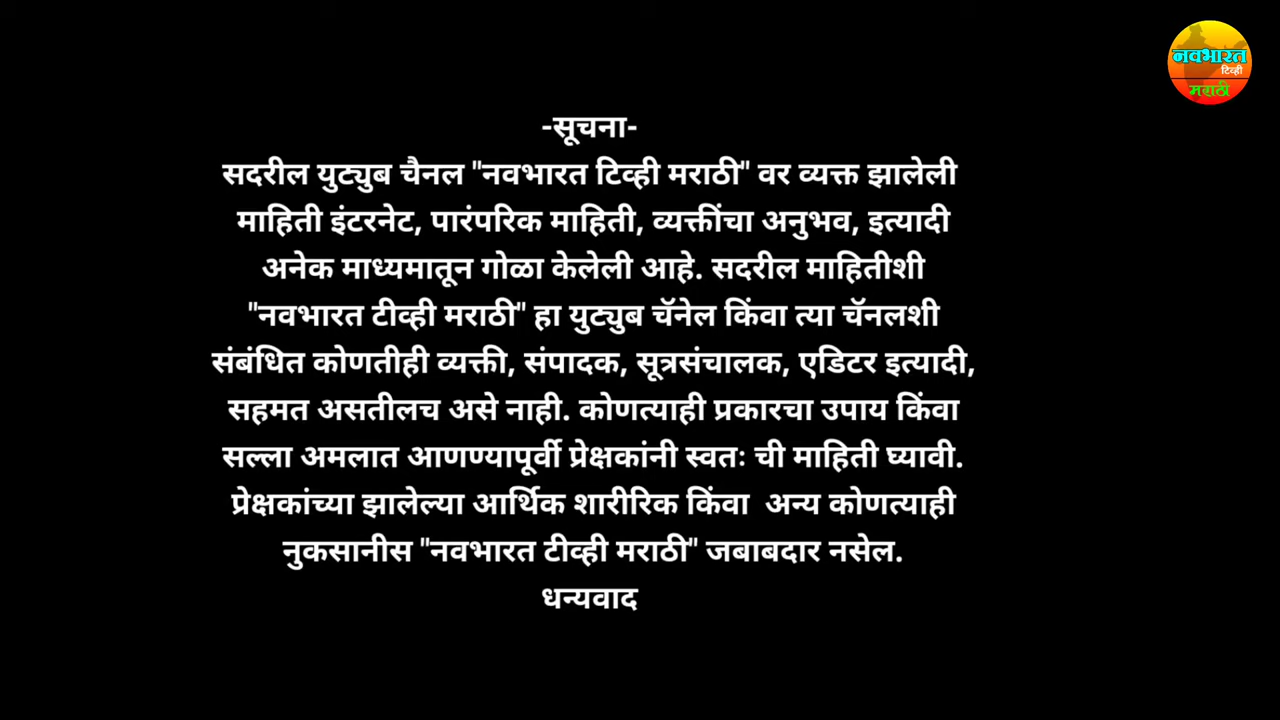 नवभारत
टिव्ही
मराठी
-सूचना-
सदरील युट्युब चैनल "नवभारत टिव्ही मराठी" वर व्यक्त झालेली
माहिती इंटरनेट, पारंपरिक माहिती, व्यक्तींचा अनुभव, इत्यादी
अनेक माध्यमातून गोळा केलेली आहे. सदरील माहितीशी
"नवभारत टीव्ही मराठी" हा युट्युब चॅनेल किंवा त्या चॅनलशी
संबंधित कोणतीही व्यक्ती, संपादक, सूत्रसंचालक, एडिटर इत्यादी,
सहमत असतीलच असे नाही. कोणत्याही प्रकारचा उपाय किंवा
सल्ला अमलात आणण्यापूर्वी प्रेक्षकांनी स्वतः ची माहिती घ्यावी.
प्रेक्षकांच्या झालेल्या आर्थिक शारीरिक किंवा अन्य कोणत्याही
नुकसानीस "नवभारत टीव्ही मराठी" जबाबदार नसेल.
धन्यवाद